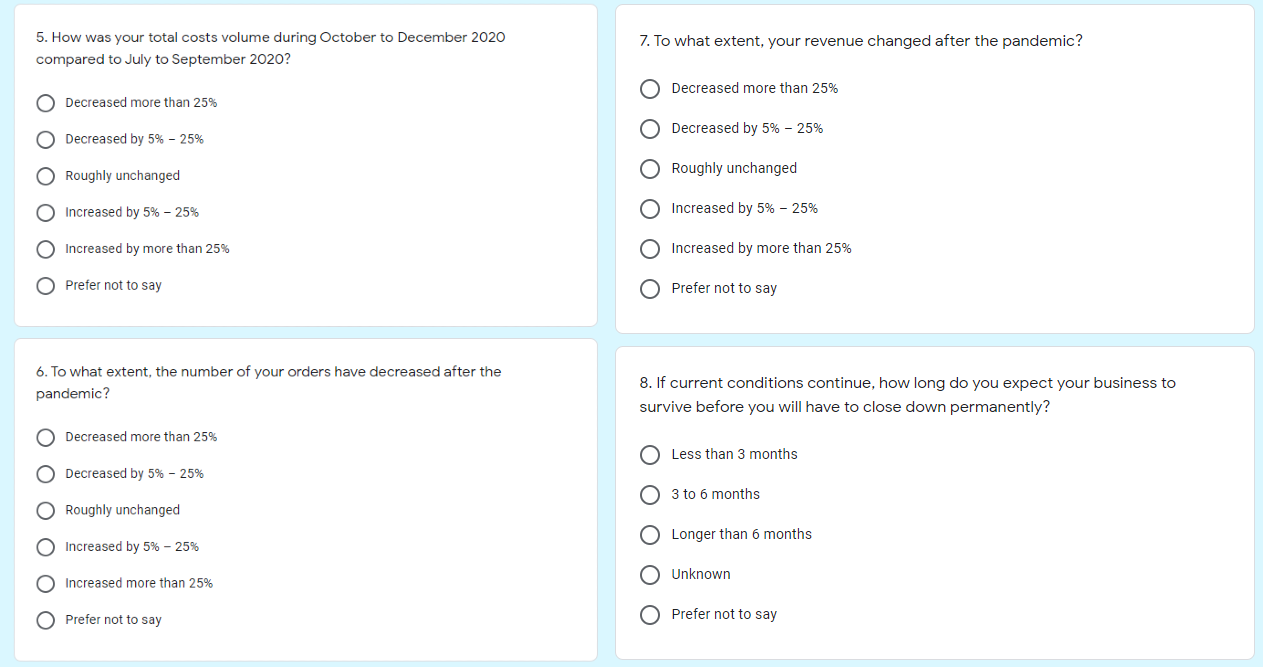 5. How was your total costs volume during October to December 2020
compared to July to September 2020?
Decreased more than 25%
Decreased by 5% – 25%
Roughly unchanged
Increased by 5% – 25%
Increased by more than 25%
Prefer not to say
6. To what extent, the number of your orders have decreased after the
pandemic?
Decreased more than 25%
Decreased by 5% – 25%
Roughly unchanged
Increased by 5% – 25%
Increased more than 25%
Prefer not to say
7. To what extent, your revenue changed after the pandemic?
Decreased more than 25%
Decreased by 5% – 25%
Roughly unchanged
Increased by 5% – 25%
Increased by more than 25%
Prefer not to say
8. If current conditions continue, how long do you expect your business to
survive before you will have to close down permanently?
Less than 3 months
3 to 6 months
Longer than 6 months
Unknown
Prefer not to say